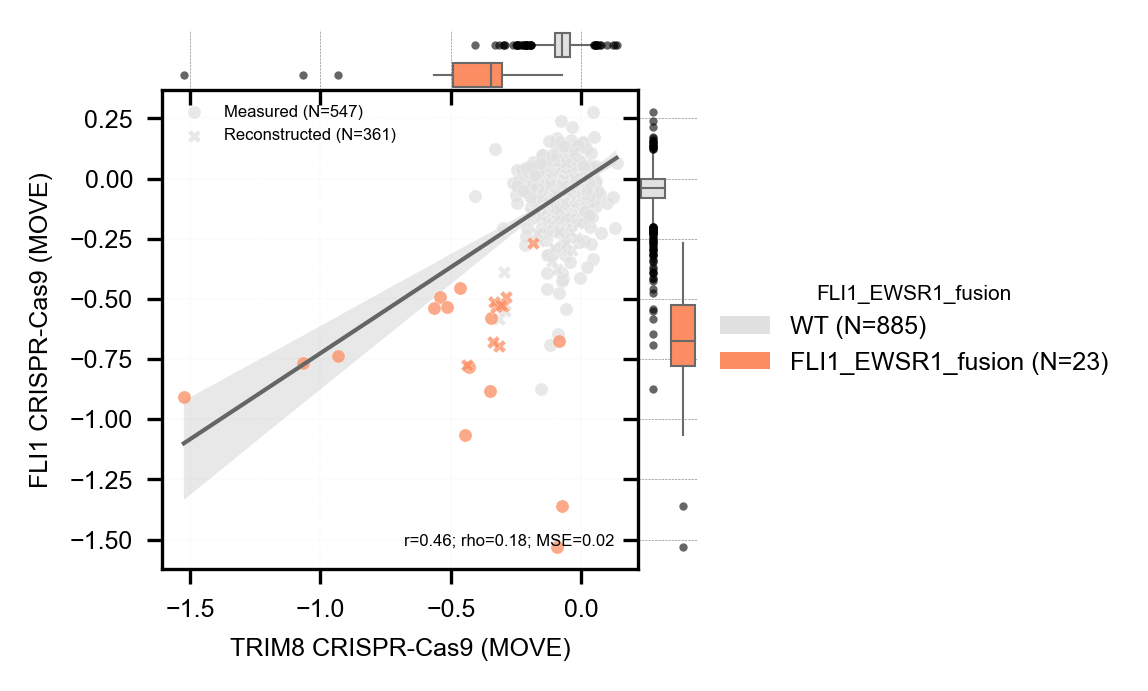 Measured (N=547)
Reconstructed (N=361)
0.25
0.00
−0.25
−0.50
−0.75
−1.00
−1.25
−1.50
FLI1 CRISPR-Cas9 (MOVE)
r=0.46; rho=0.18; MSE=0.02
−1.5
−1.0
−0.5
0.0
TRIM8 CRISPR-Cas9 (MOVE)
FLI1_EWSR1_fusion
WT (N=885)
FLI1_EWSR1_fusion (N=23)